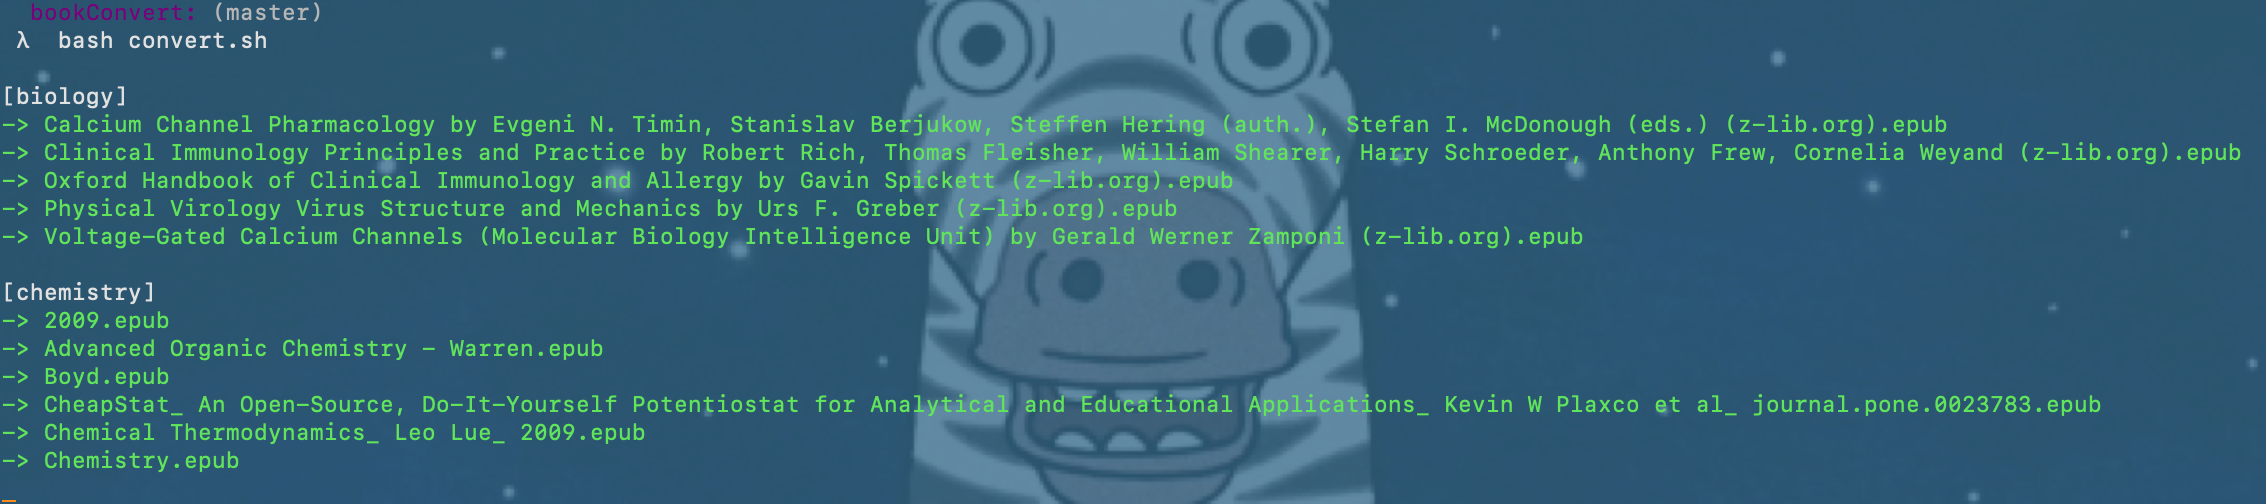 bookConvert: (master)
λ bash convert.sh
[biology]
—> Calcium Channel Pharmacology by Evgeni N. Timin, Stanislav Berjukow, Steffen Hering (auth.), Stefan I. McDonough (eds.) (z-lib.org).epub
—> Clinical Immunology Principles and Practice by Robert Rich, Thomas Fleisher, William Shearer, Harry Schroeder, Anthony Frew, Cornelia Weyand (z-lib.org).epub
—> Oxford Handbook of Clinical Immunology and Allergy by Gavin Spickett (z-lib.org).epub
—> Physical Virology Virus Structure and Mechanics by Urs F. Greber (z-lib.org).epub
—> Voltage-Gated Calcium Channels (Molecular Biology Intelligence Unit) by Gerald Werner Zamponi (z-lib.org).epub
[chemistry]
—> 2009.epub
—> Advanced Organic Chemistry - Warren.epub
—> Boyd.epub
—> CheapStat_ An Open-Source, Do-It-Yourself Potentiostat for Analytical and Educational Applications_ Kevin W Plaxco et al_ journal.pone.0023783.epub
—> Chemical Thermodynamics_ Leo Lue_ 2009.epub
—> Chemistry.epub